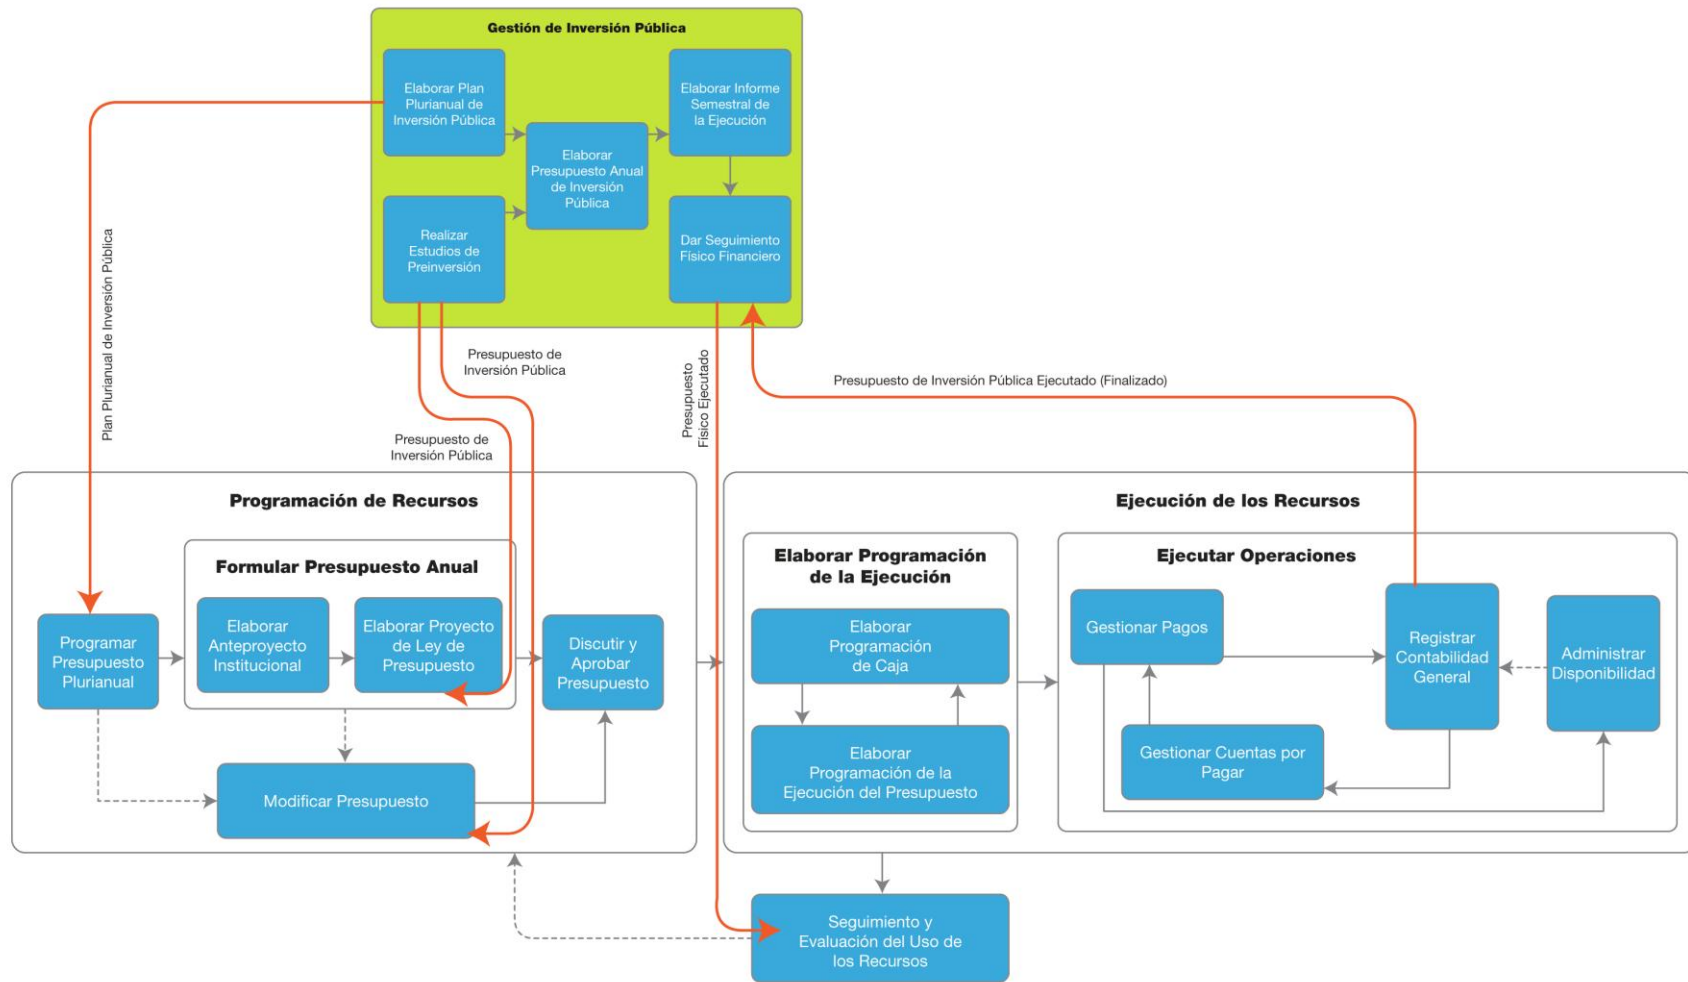 Gestión de Inversión Pública
Elaborar Plan
Plurianual de
Inversión Pública
Elaborar Informe
Semestral de
la Ejecución
Elaborar
Presupuesto Anual
de Inversión
Pública
Realizar
Estudios de
Preinversión
Dar Seguimiento
Físico Financiero
Plan Plurianual de Inversión Pública
Presupuesto de
Inversión Pública
Presupuesto de
Inversión Pública
Presupuesto
Físico Ejecutado
Presupuesto de Inversión Pública Ejecutado (Finalizado)
Programación de Recursos
Formular Presupuesto Anual
Programar
Presupuesto
Plurianual
Elaborar
Anteproyecto
Institucional
Elaborar Proyecto
de Ley de
Presupuesto
Discutir y
Aprobar
Presupuesto
Modificar Presupuesto
Ejecución de los Recursos
Elaborar Programación
de la Ejecución
Elaborar
Programación
de Caja
Elaborar
Programación de la
Ejecución del Presupuesto
Ejecutar Operaciones
Gestionar Pagos
Registrar
Contabilidad
General
Administrar
Disponibilidad
Gestionar Cuentas por
Pagar
Seguimiento y
Evaluación del Uso de
los Recursos